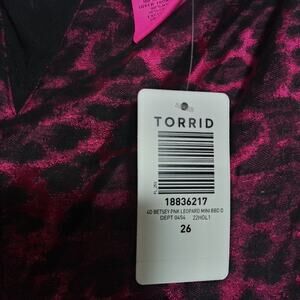 TORRID
18836217
4D BETSEY PNK LEOPARD MINI BBD D
DEPT 0454 22HOL1
26